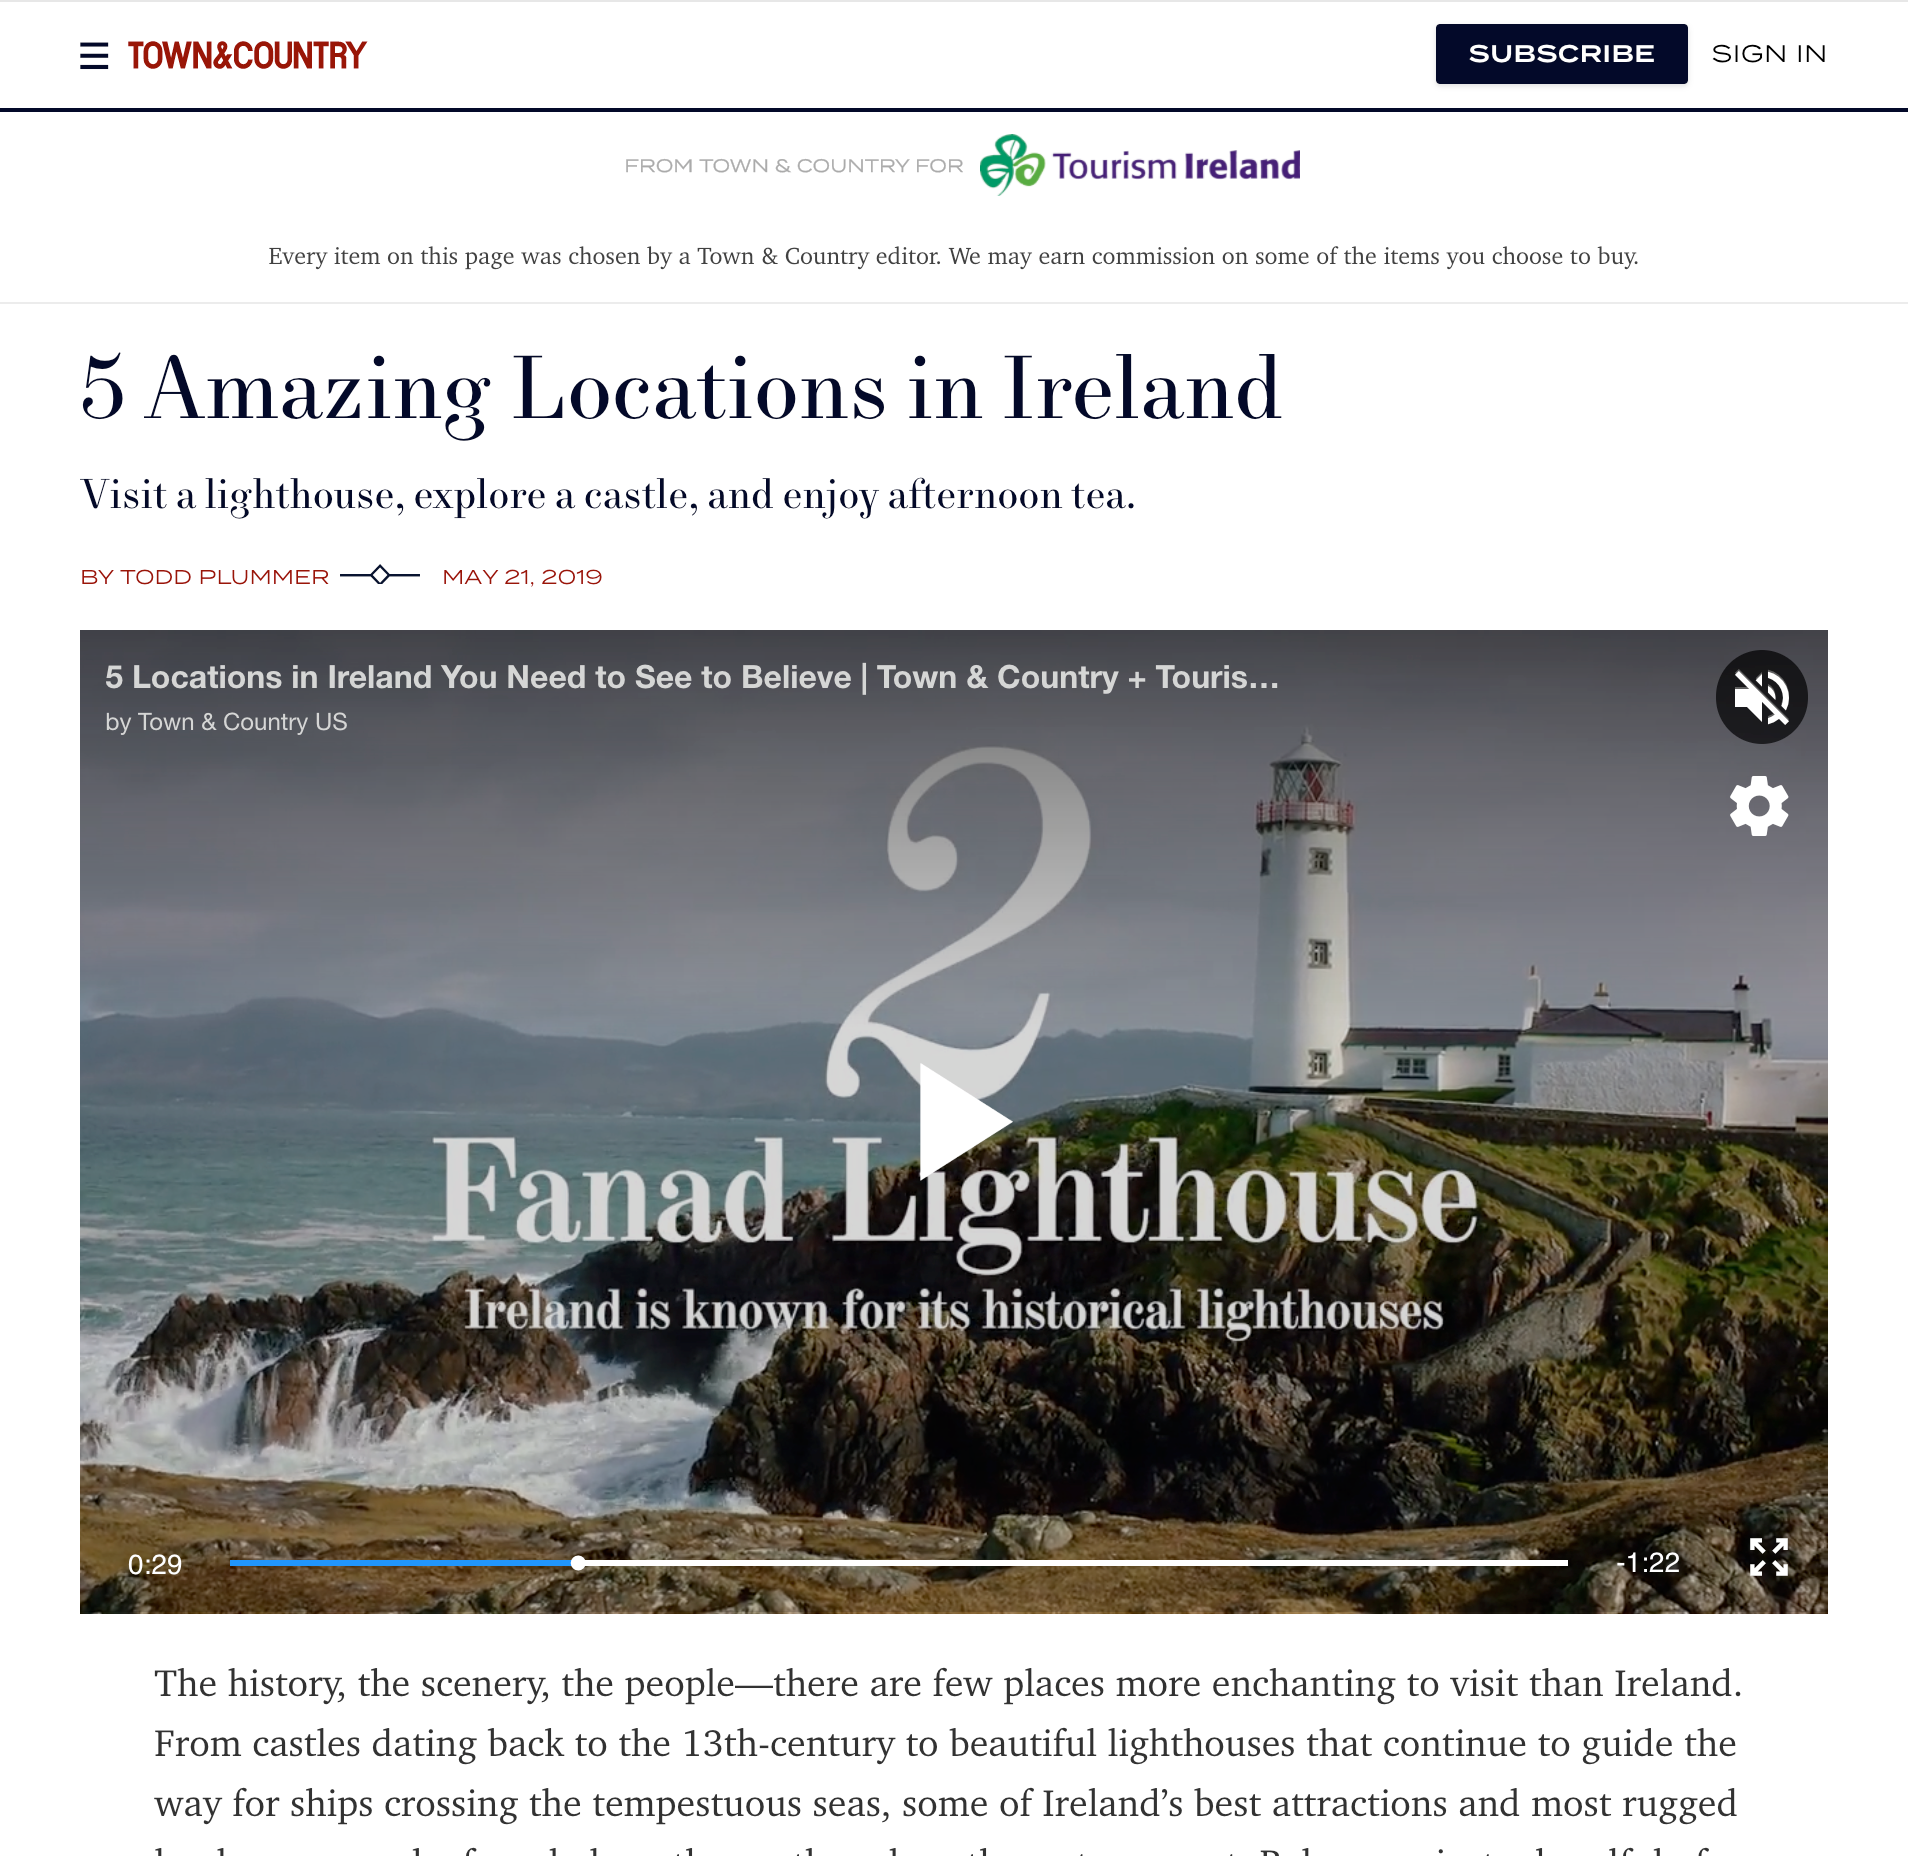 TOWN&COUNTRY
SUBSCRIBE
SIGN IN
FROM TOWN & COUNTRY FOR
Tourism Ireland
Every item on this page was chosen by a Town & Country editor. We may earn commission on some of the items you choose to buy.
5 Amazing Locations in Ireland
Visit a lighthouse, explore a castle, and enjoy afternoon tea.
BY TODD PLUMMER
MAY 21, 2019
5 Locations in Ireland You Need to See to Believe | Town & Country + Touris...
by Town & Country US
2
Fanad Lighthouse
Ireland is known for its historical lighthouses
0:29
-1:22
The history, the scenery, the people—there are few places more enchanting to visit than Ireland.
From castles dating back to the 13th-century to beautiful lighthouses that continue to guide the
way for ships crossing the tempestuous seas, some of Ireland’s best attractions and most rugged